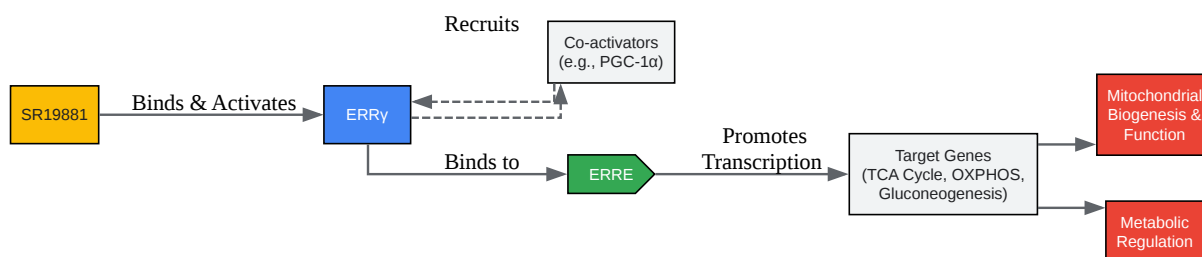 Recruits
Co-activators
(e.g., PGC-1α)
SR19881
Binds & Activates
ERRγ
Binds to
ERRE
Promotes
Transcription
Target Genes
(TCA Cycle, OXPHOS,
Gluconeogenesis)
Mitochondrial
Biogenesis &
Function
Metabolic
Regulation